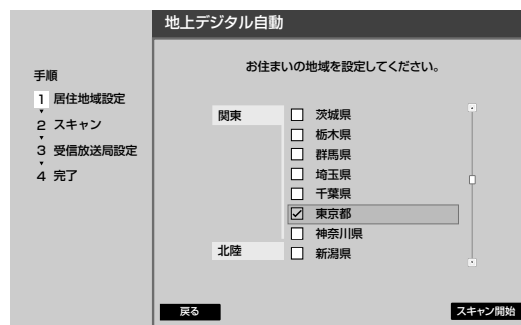 地上デジタル自動
お住まいの地域を設定してください。
手順
1 居住地域設定
2 スキャン
3 受信放送局設定
4 完了
関東
茨城県
栃木県
群馬県
埼玉県
千葉県
東京都
神奈川県
北陸
新潟県
戻る
スキャン開始